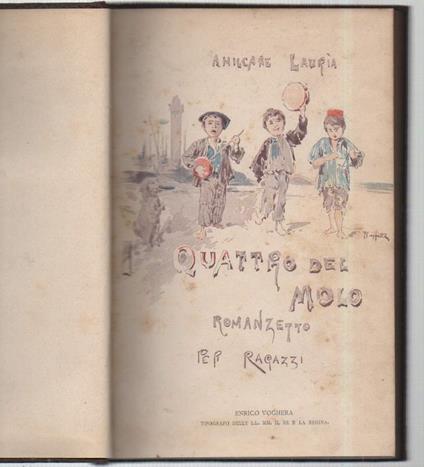 AMILCARE LAURIA
QUATTRO DEL
MOLO
ROMANZETTO
PER RAGAZZI
ENRICO VOGHERA
TIPOGRAFO DELLE LL. MM. IL RE E LA REGINA.